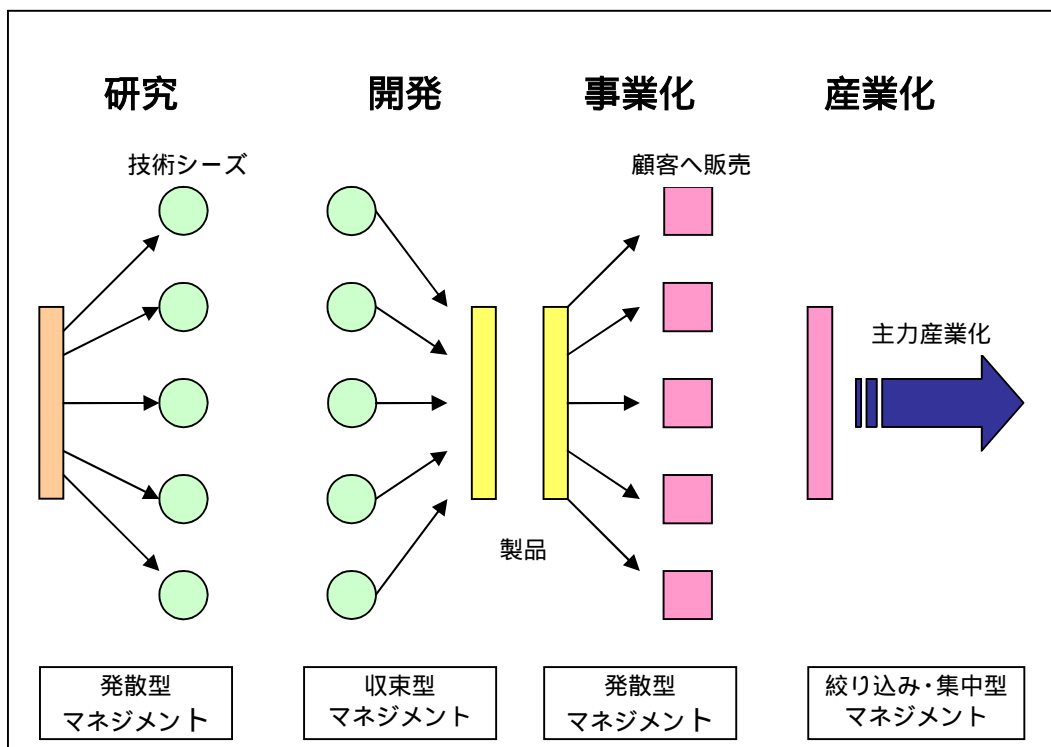 研究
開発
事業化
産業化
技術シーズ
顧客へ販売
主力産業化
製品
発散型
マネジメント
収束型
マネジメント
発散型
マネジメント
絞り込み・集中型
マネジメント